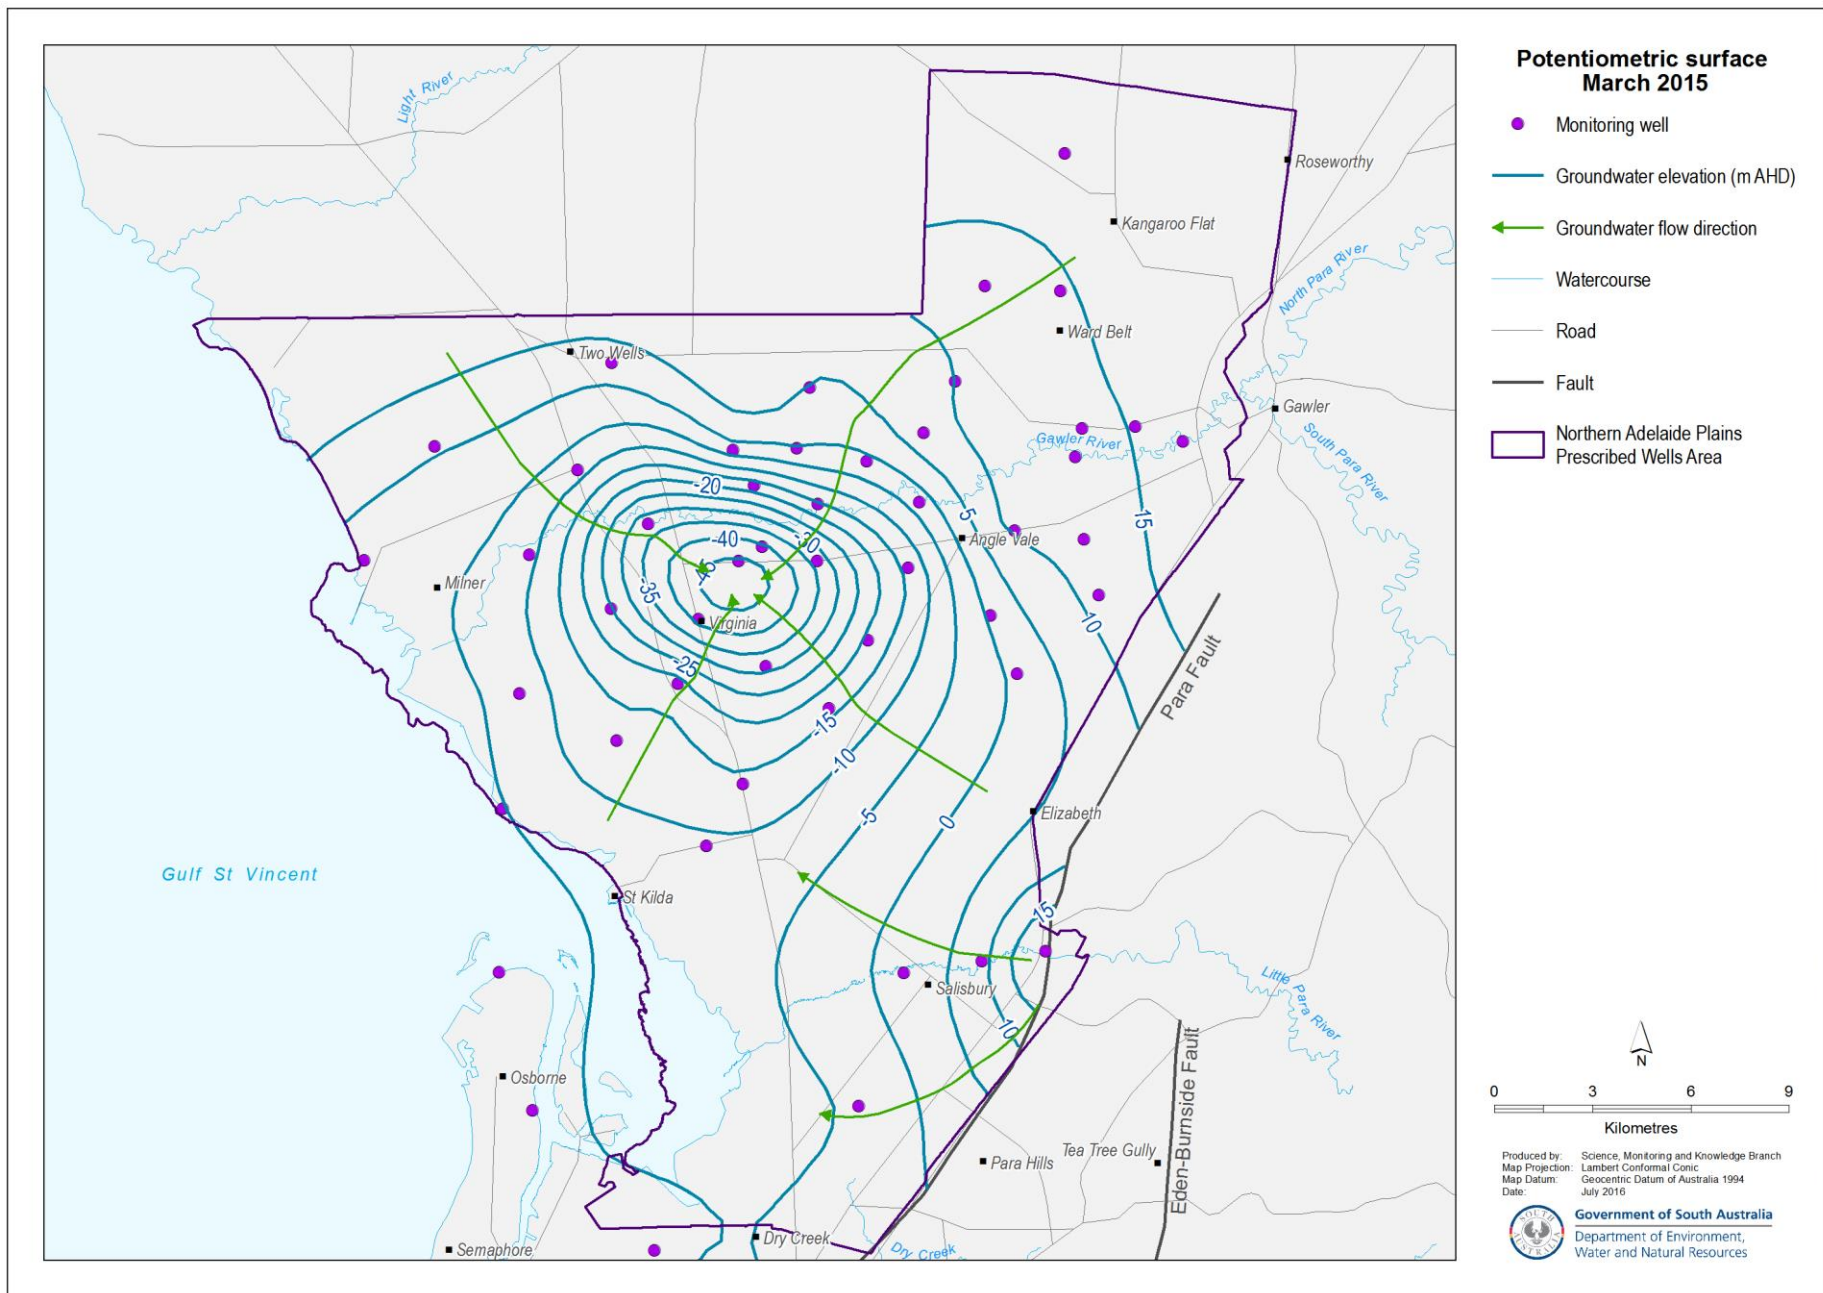 Potentiometric surface
March 2015
Monitoring well
Groundwater elevation (m AHD)
Groundwater flow direction
Watercourse
Road
Fault
Northern Adelaide Plains
Prescribed Wells Area
Light River
Roseworthy
Kangaroo Flat
North Para River
Ward Belt
Two Wells
Gawler
Gawler River
South Para River
-20
5
15
-40
-30
Angle Vale
-45
Milner
-35
10
Virginia
-25
Para Fault
-15
-10
-5
0
Elizabeth
Gulf St Vincent
St Kilda
15
Salisbury
Little Para River
10
Osborne
Eden-Burnside Fault
Para Hills
Tea Tree Gully
Dry Creek
Dry Creek
Semaphore
N
0 3 6 9
Kilometres
Produced by: Science, Monitoring and Knowledge Branch
Map Projection: Lambert Conformal Conic
Map Datum: Geocentric Datum of Australia 1994
Date: July 2016
SOUTH AUSTRALIA
Government of South Australia
Department of Environment,
Water and Natural Resources